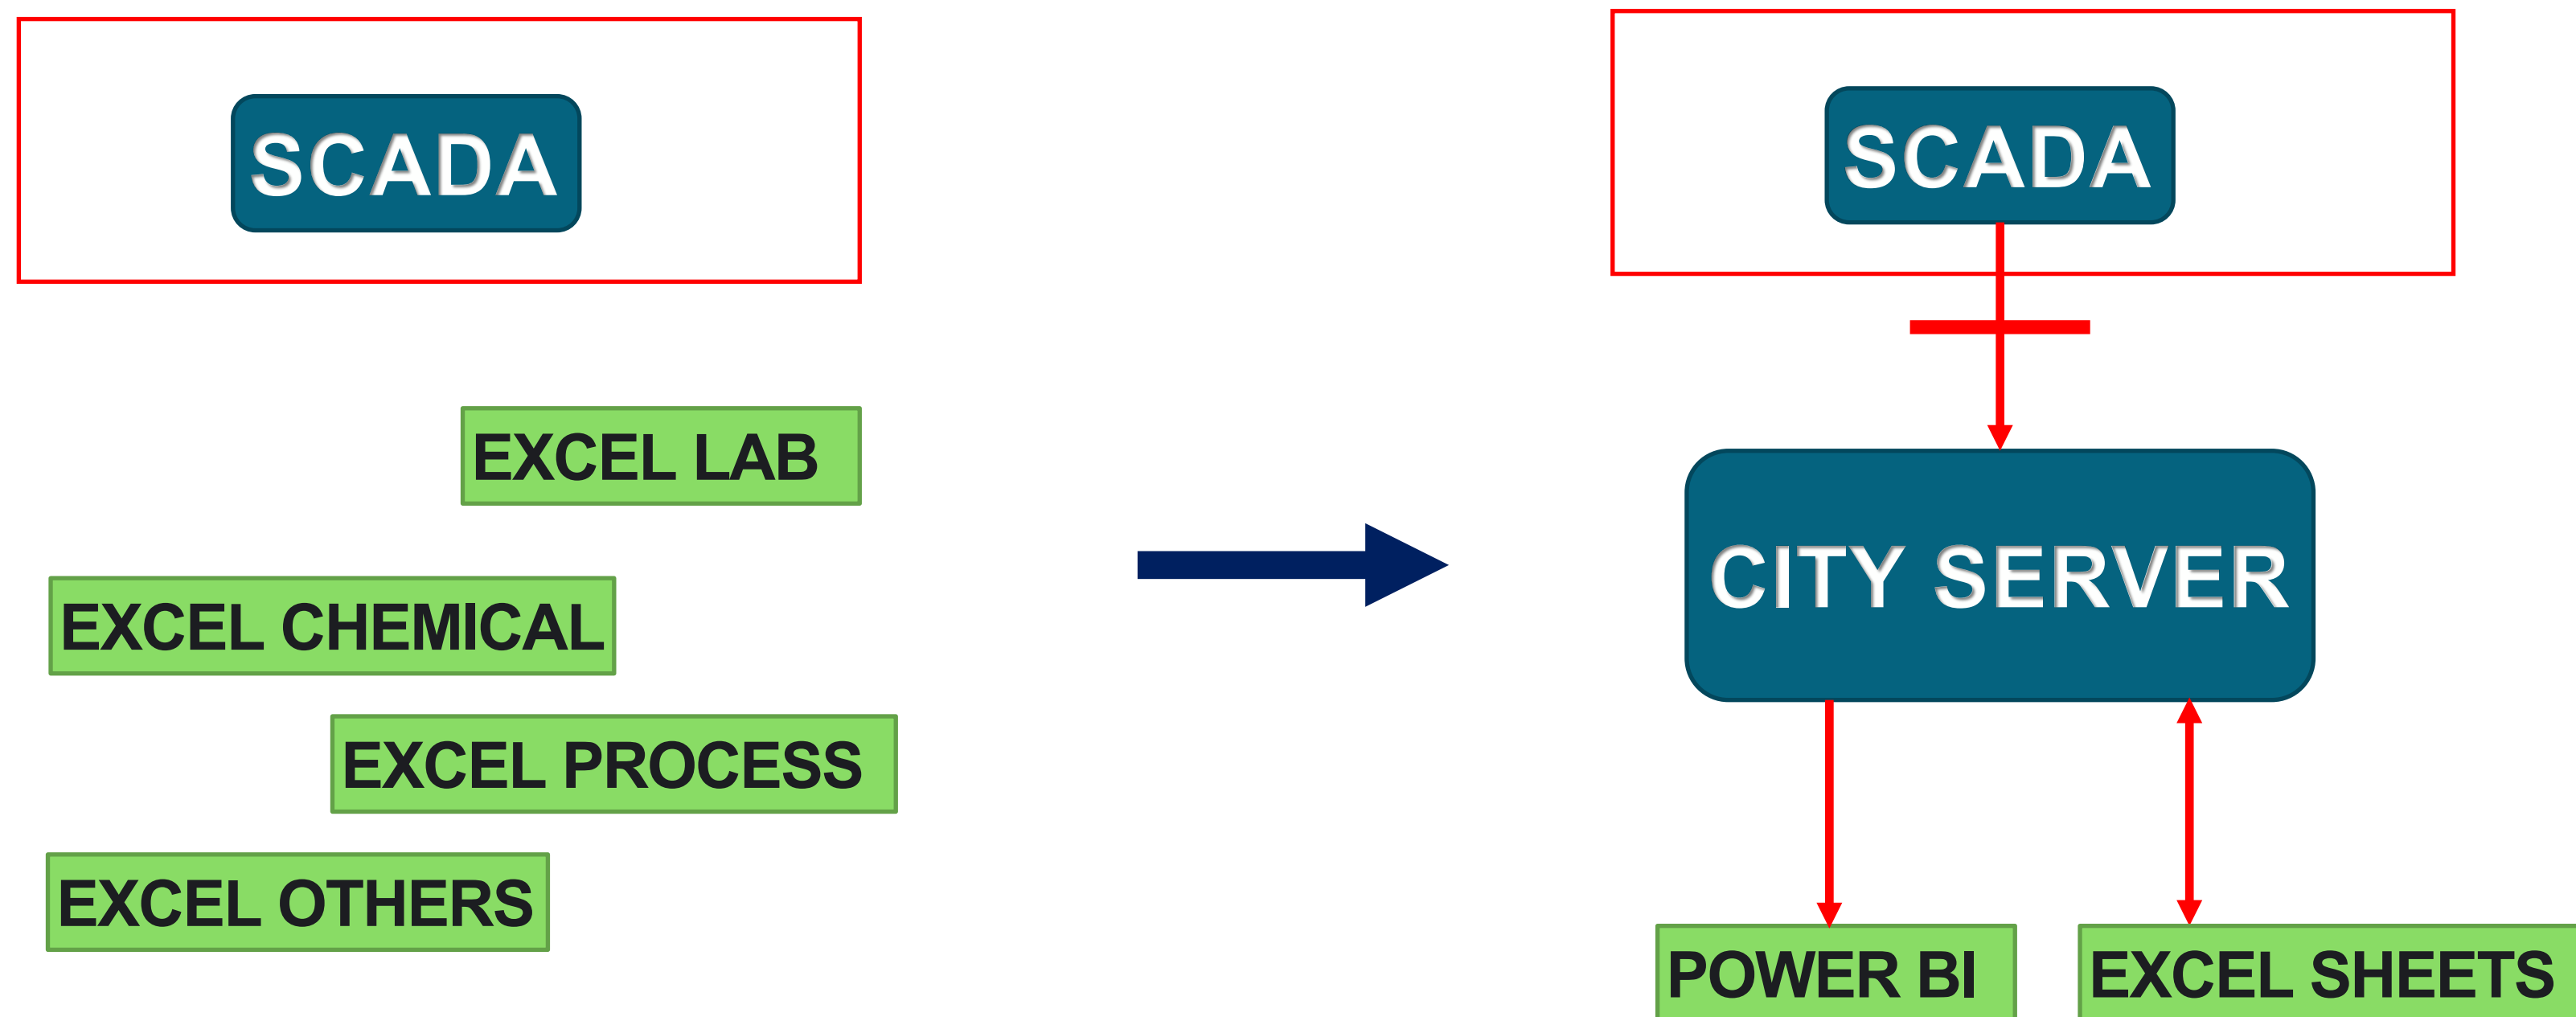 SCADA
EXCEL LAB
EXCEL CHEMICAL
EXCEL PROCESS
EXCEL OTHERS
SCADA
CITY SERVER
POWER BI
EXCEL SHEETS